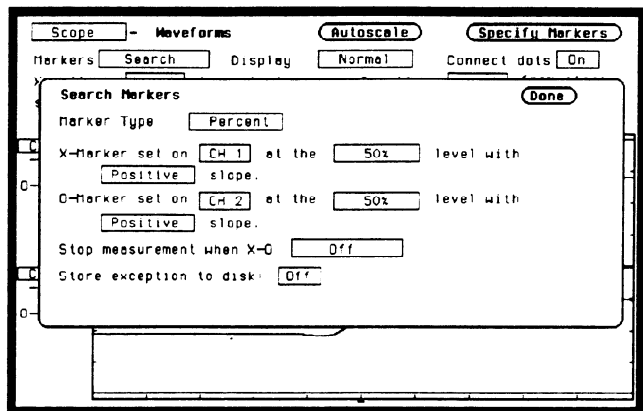 Scope - Waveforms Autoscale Specify Markers
Markers Search Display Normal Connect dots On
Search Markers Done
Marker Type Percent
X-Marker set on CH 1 at the 50% level with
Positive slope.
O-Marker set on CH 2 at the 50% level with
Positive slope.
Stop measurement when X-O Off
Store exception to disk: Off